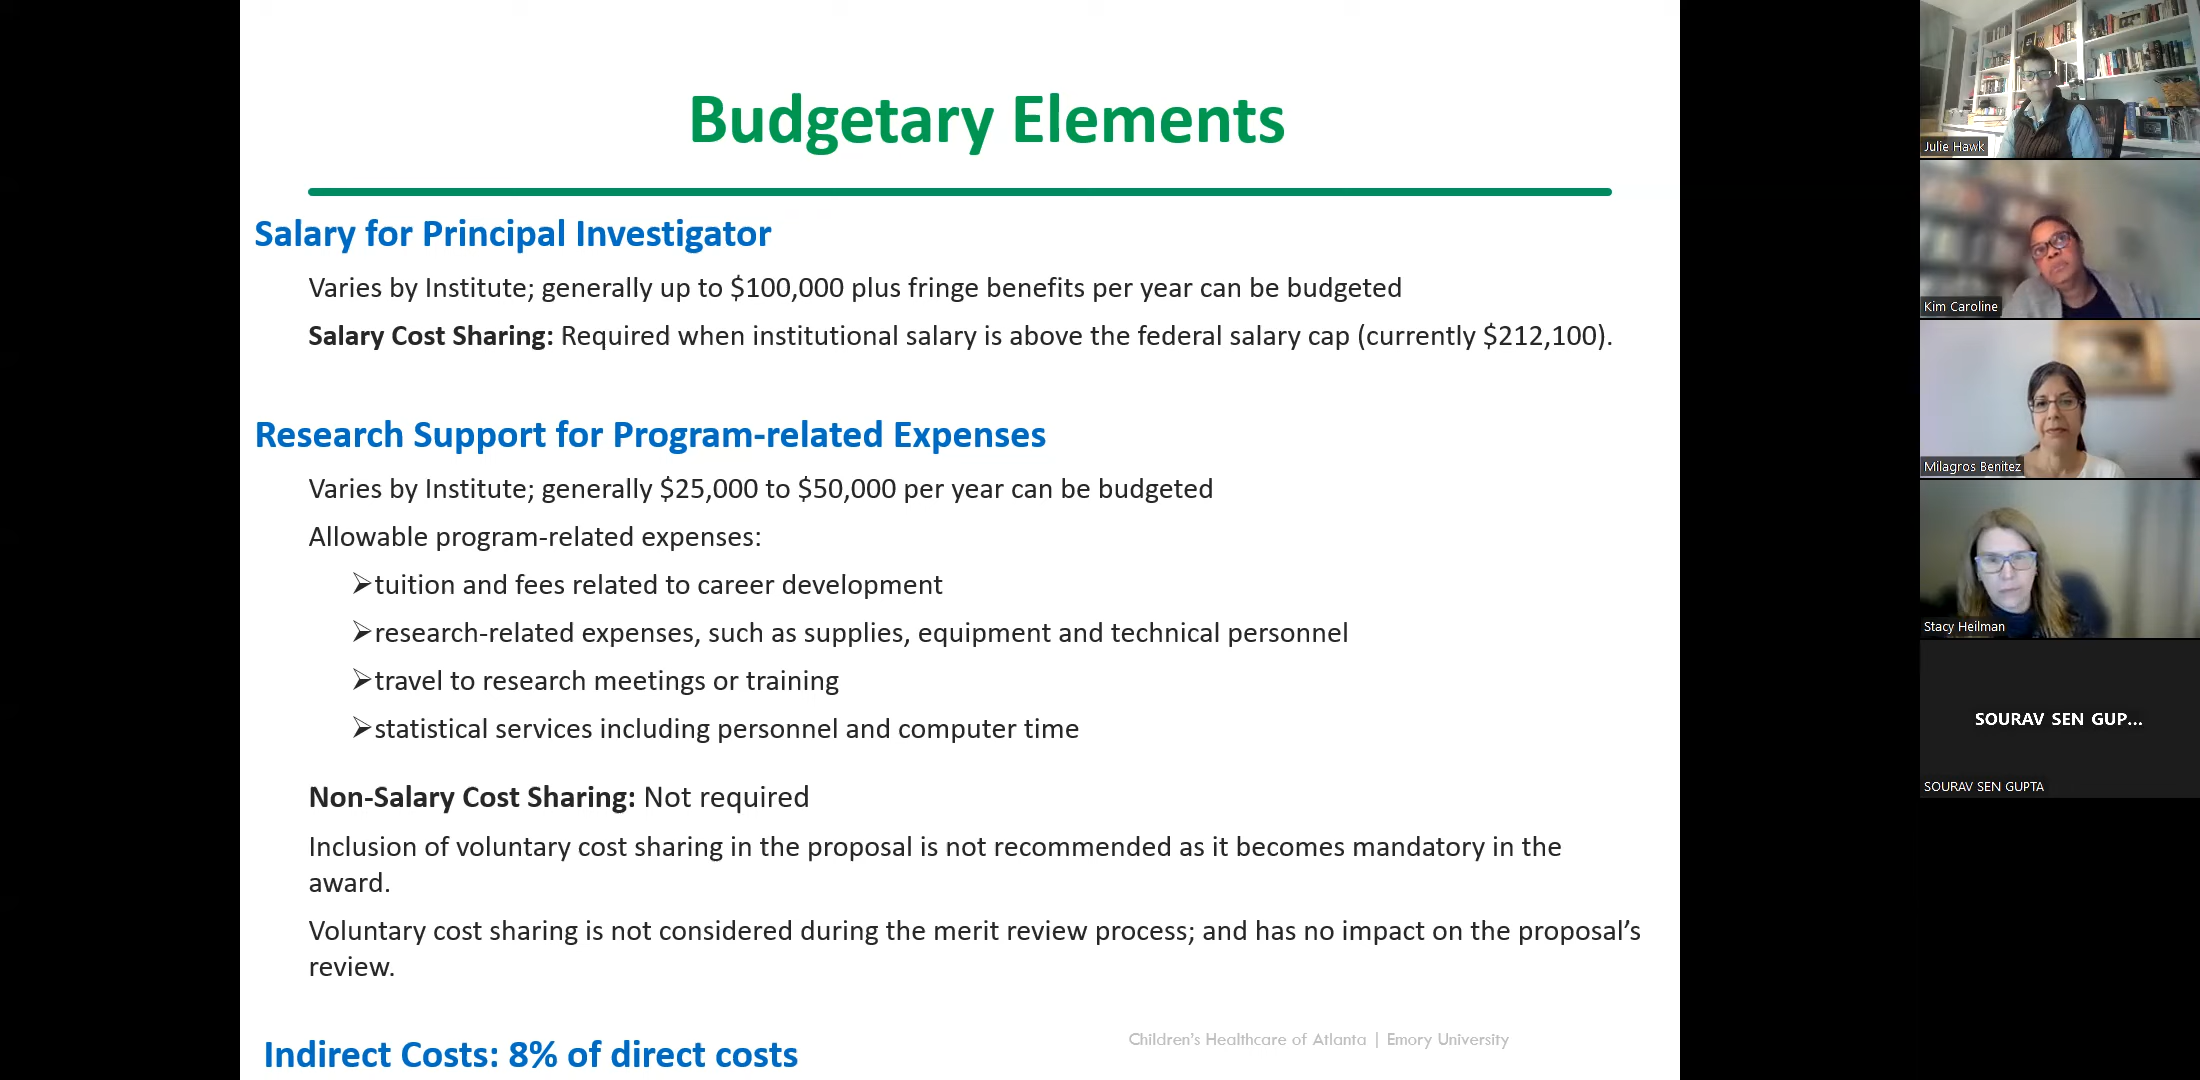 Budgetary Elements
Salary for Principal Investigator
Varies by Institute; generally up to $100,000 plus fringe benefits per year can be budgeted
Salary Cost Sharing: Required when institutional salary is above the federal salary cap (currently $212,100).
Research Support for Program-related Expenses
Varies by Institute; generally $25,000 to $50,000 per year can be budgeted
Allowable program-related expenses:
➢tuition and fees related to career development
➢research-related expenses, such as supplies, equipment and technical personnel
➢travel to research meetings or training
➢statistical services including personnel and computer time
Non-Salary Cost Sharing: Not required
Inclusion of voluntary cost sharing in the proposal is not recommended as it becomes mandatory in the
award.
Voluntary cost sharing is not considered during the merit review process; and has no impact on the proposal’s
review.
Children’s Healthcare of Atlanta | Emory University
Indirect Costs: 8% of direct costs
Julie Hawk
Kim Caroline
Milagros Benitez
Stacy Heilman
SOURAV SEN GUP...
SOURAV SEN GUPTA